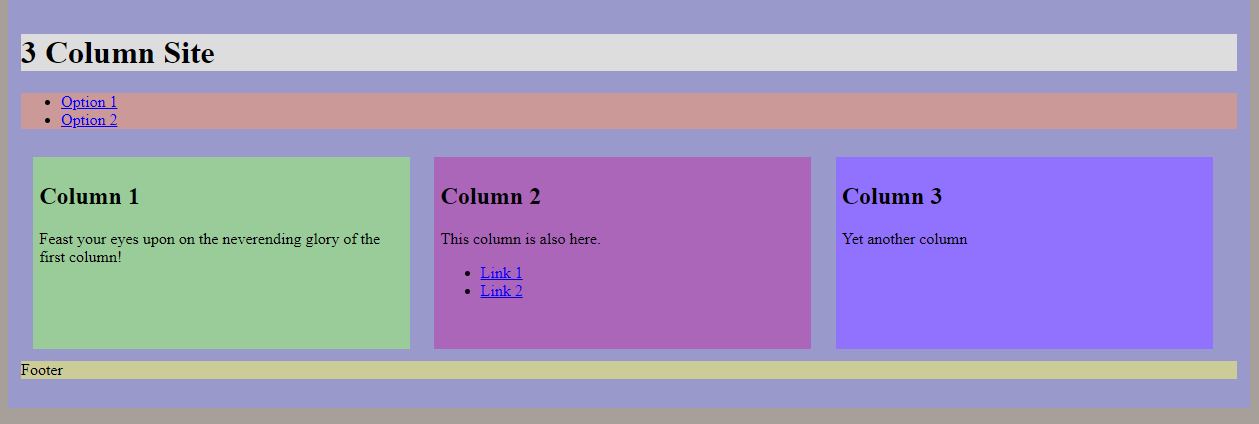 3 Column Site
Option 1
Option 2
Column 1
Feast your eyes upon on the neverending glory of the
first column!
Column 2
This column is also here.
Link 1
Link 2
Column 3
Yet another column
Footer